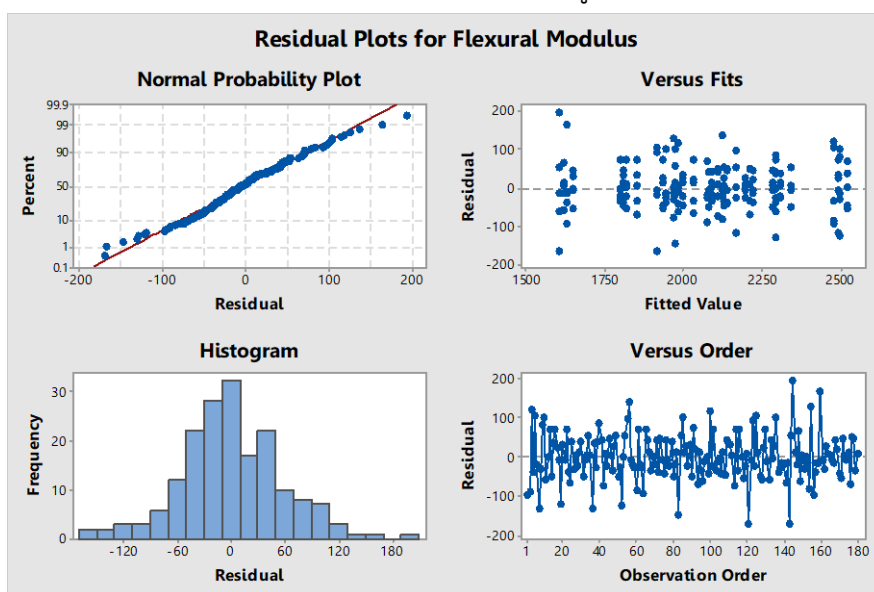 Residual Plots for Flexural Modulus
Normal Probability Plot
99.9
99
90
50
10
1
0.1
Percent
-200 -100 0 100 200
Residual
Versus Fits
200
100
0
-100
-200
Residual
1500 1750 2000 2250 2500
Fitted Value
Histogram
30
20
10
0
Frequency
-120 -60 0 60 120 180
Residual
Versus Order
200
100
0
-100
-200
Residual
1 20 40 60 80 100 120 140 160 180
Observation Order